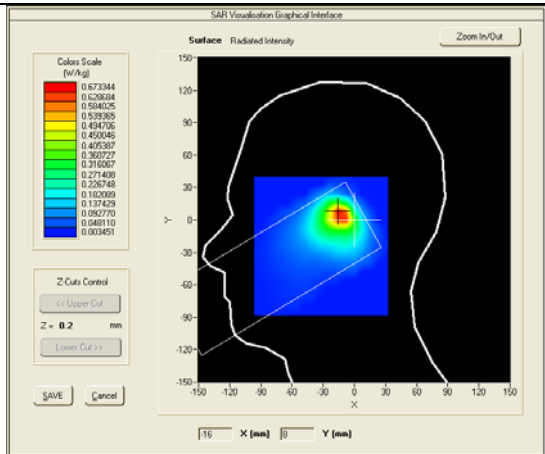 SAR Visualisation Graphical Interface
Surface Radiated Intensity
Zoom In/Out
Colors Scale
(W/kg)
0.673344
0.628684
0.584025
0.539365
0.494706
0.450046
0.405387
0.360727
0.316067
0.271408
0.226748
0.182089
0.137429
0.092770
0.048110
0.003451
Z Cuts Control
<< Upper Cut
Z = 0.2 mm
Lower Cut >>
SAVE Cancel
150
120
90
60
30
0
-30
-60
-90
-120
-150
Y
-150 -120 -90 -60 -30 0 30 60 90 120 150
X
-16 X (mm) 8 Y (mm)